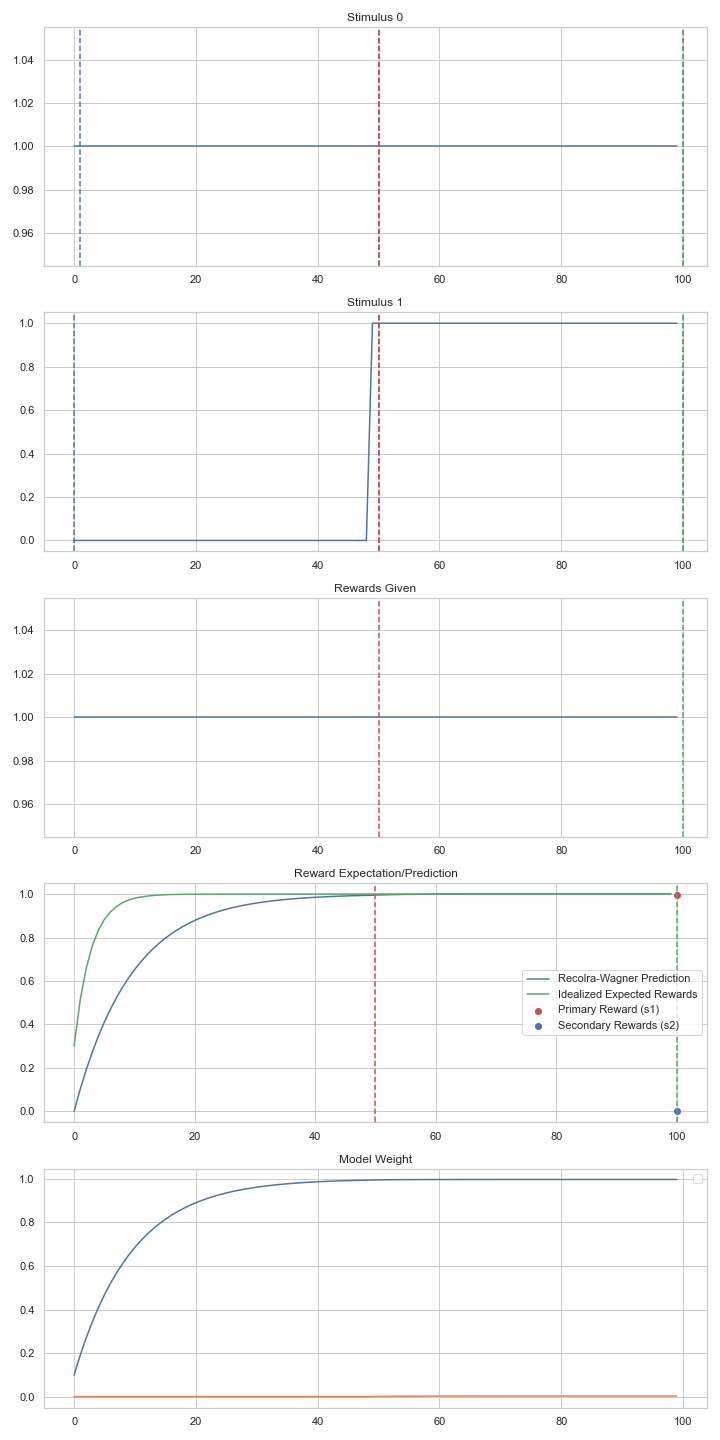 Stimulus 0
1.04
1.02
1.00
0.98
0.96
0 20 40 60 80 100
Stimulus 1
1.0
0.8
0.6
0.4
0.2
0.0
0 20 40 60 80 100
Rewards Given
1.04
1.02
1.00
0.98
0.96
0 20 40 60 80 100
Reward Expectation/Prediction
1.0
0.8
0.6
0.4
0.2
0.0
Recolra-Wagner Prediction
Idealized Expected Rewards
Primary Reward (s1)
Secondary Rewards (s2)
0 20 40 60 80 100
Model Weight
1.0
0.8
0.6
0.4
0.2
0.0
0 20 40 60 80 100